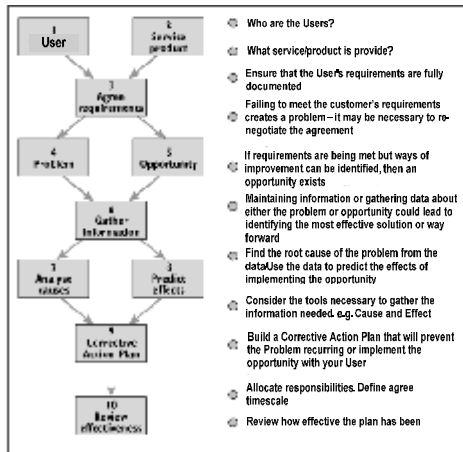 1
User
2
Service
product
3
Agree
requirements
4
Problem
5
Opportunity
6
Gather
Information
7
Analyse
causes
8
Predict
effects
9
Corrective
Action Plan
10
Review
effectiveness
Who are the Users?
What service/product is provide?
Ensure that the User's requirements are fully
documented
Failing to meet the customer's requirements
creates a problem – it may be necessary to re-
negotiate the agreement
If requirements are being met but ways of
improvement can be identified, then an
opportunity exists
Maintaining information or gathering data about
either the problem or opportunity could lead to
identifying the most effective solution or way
forward
Find the root cause of the problem from the
data/Use the data to predict the effects of
implementing the opportunity
Consider the tools necessary to gather the
information needed. e.g. Cause and Effect
Build a Corrective Action Plan that will prevent
the Problem recurring or implement the
opportunity with your User
Allocate responsibilities. Define agree
timescale
Review how effective the plan has been